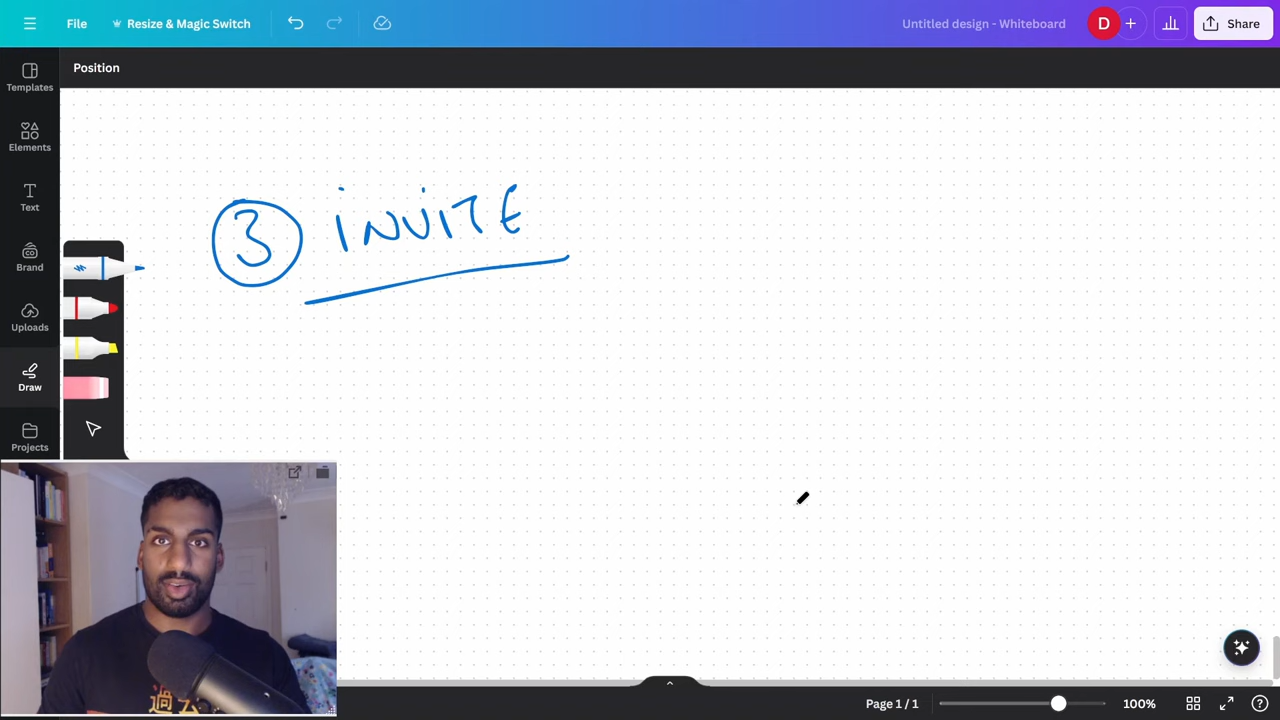 File
Resize & Magic Switch
Untitled design - Whiteboard
D
+
Share
Templates
Position
Elements
Text
Brand
Uploads
Draw
Projects
3 INVITE
過
Page 1 / 1
100%